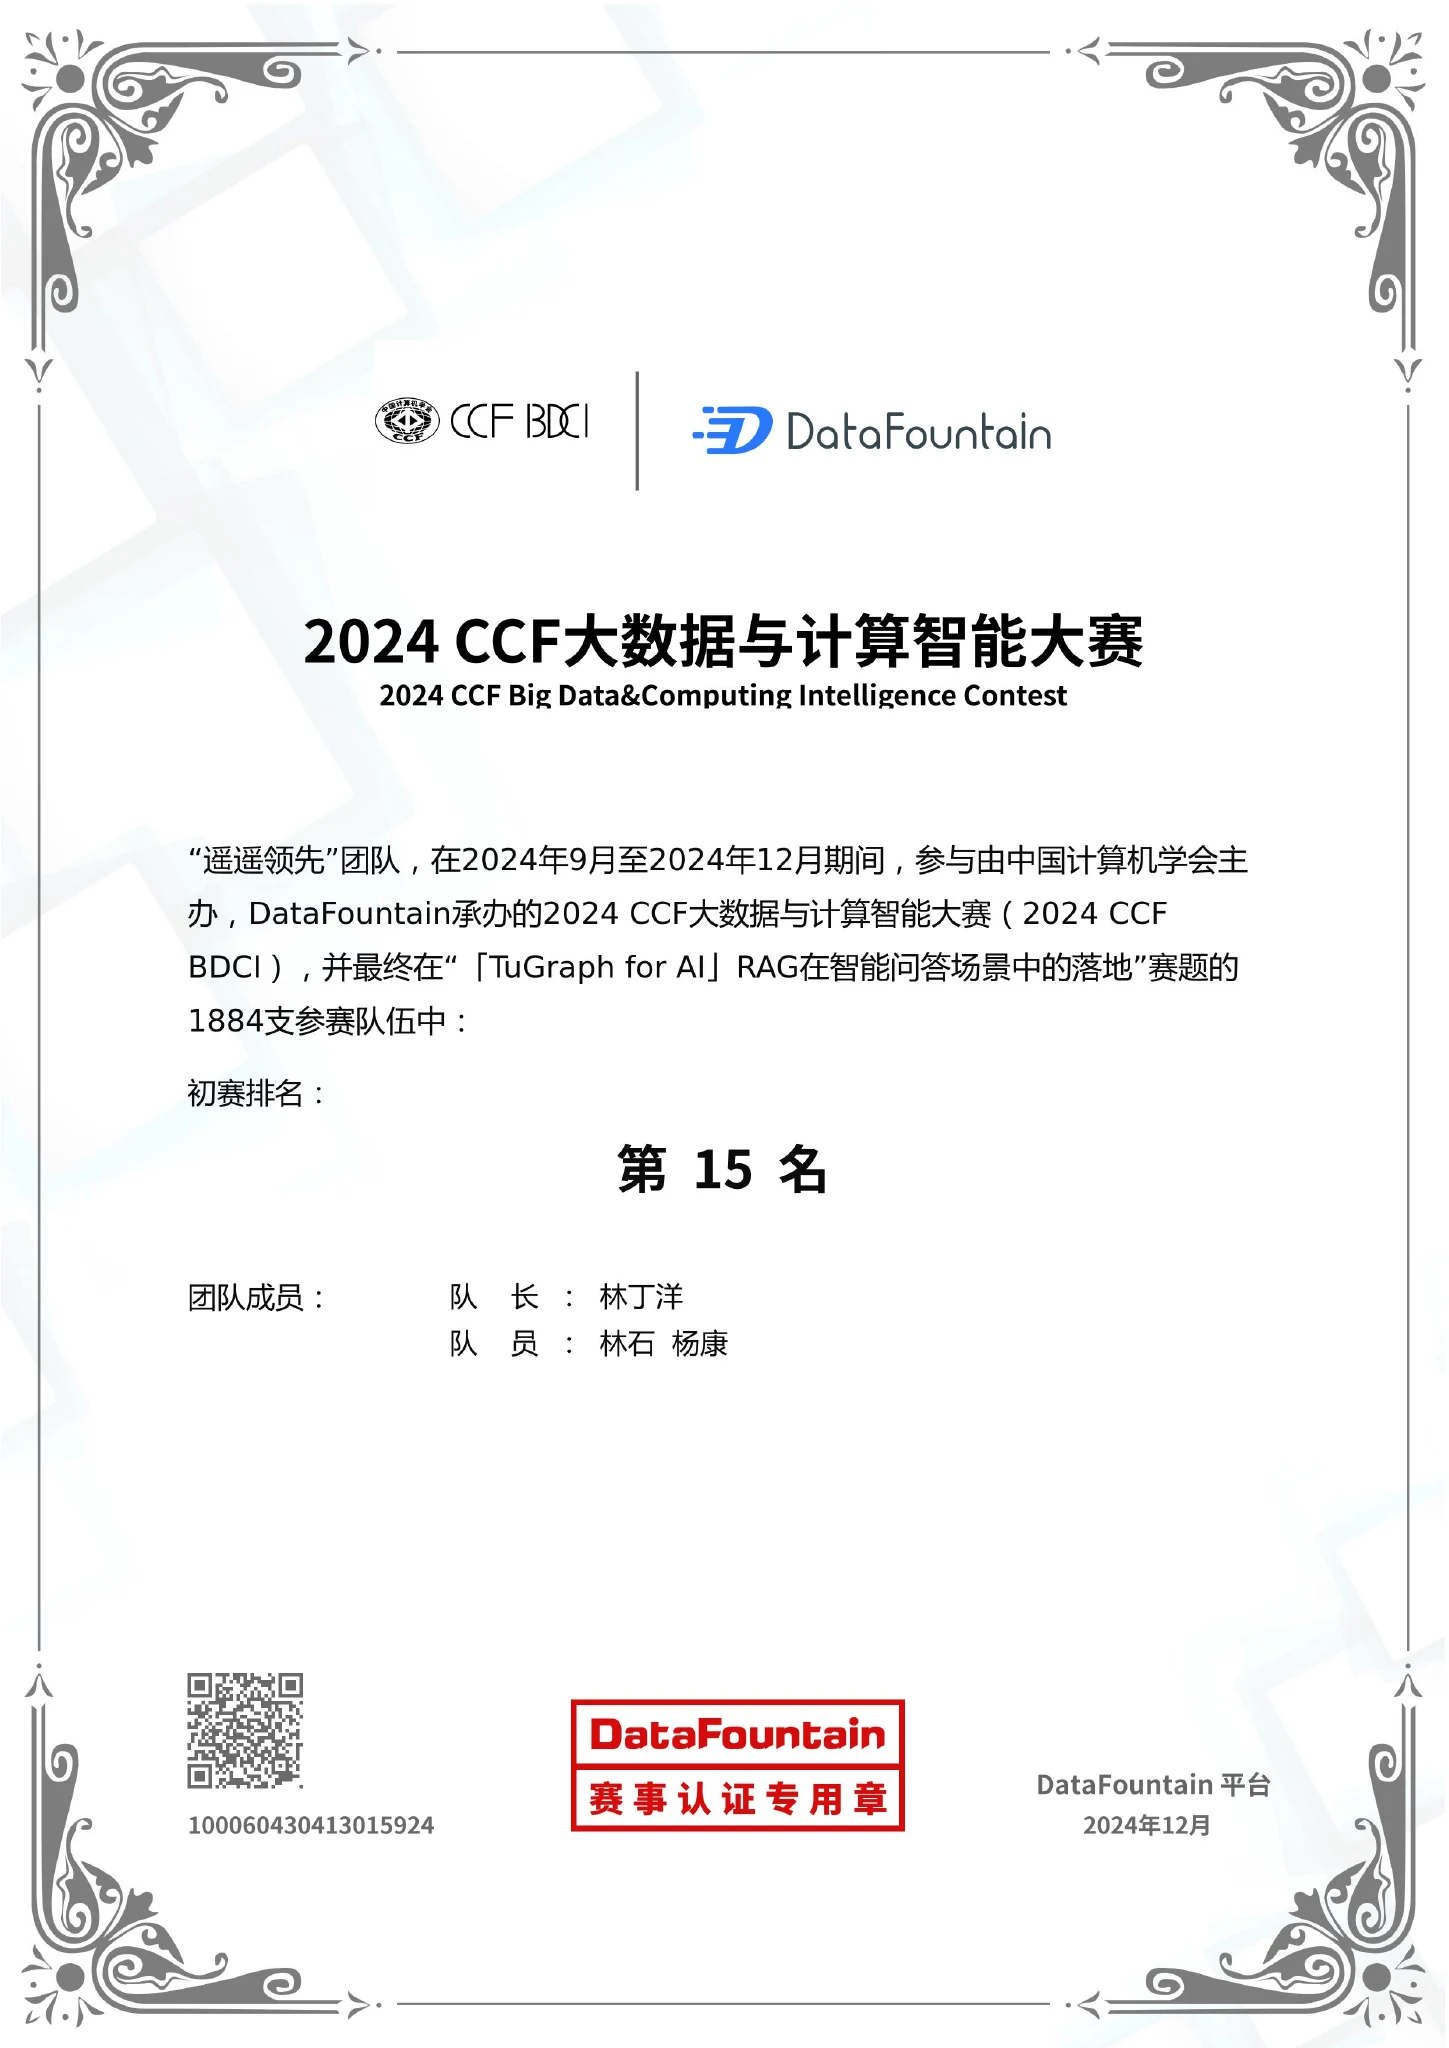 中国计算机学会
CCF
CCF BDCI
DataFountain
2024 CCF大数据与计算智能大赛
2024 CCF Big Data&Computing Intelligence Contest
“遥遥领先”团队，在2024年9月至2024年12月期间，参与由中国计算机学会主
办，DataFountain承办的2024 CCF大数据与计算智能大赛（2024 CCF
BDCI），并最终在“「TuGraph for AI」RAG在智能问答场景中的落地”赛题的
1884支参赛队伍中：
初赛排名：
第 15 名
团队成员： 队 长 ： 林丁洋
队 员 ： 林石 杨康
DataFountain
赛事认证专用章
100060430413015924
DataFountain 平台
2024年12月